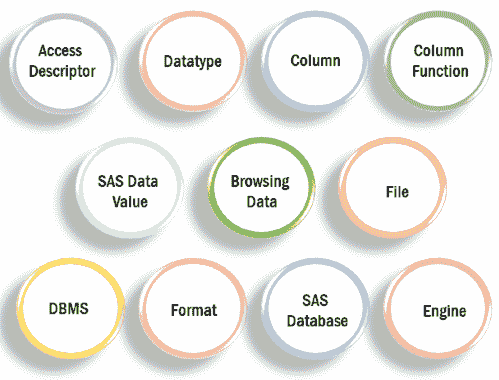 Access
Descriptor
Datatype
Column
Column
Function
SAS Data
Value
Browsing
Data
File
DBMS
Format
SAS
Database
Engine